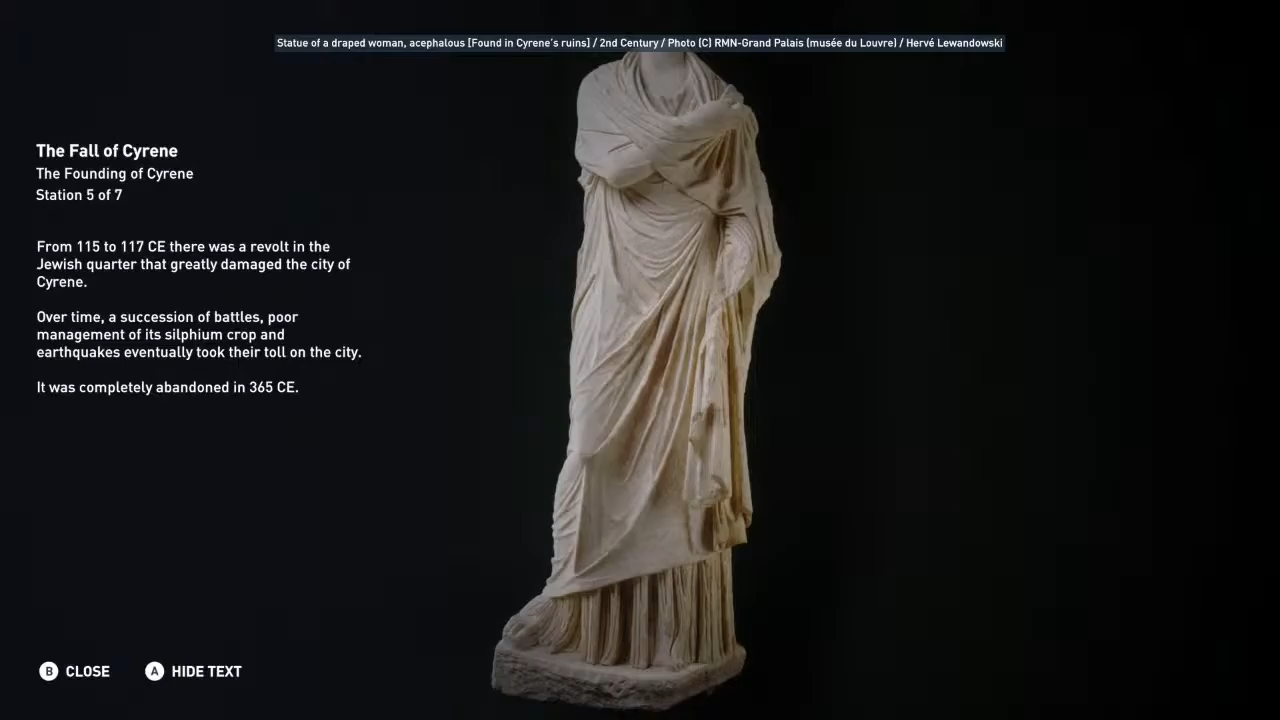 Statue of a draped woman, acephalous [Found in Cyrene's ruins] / 2nd Century / Photo (C) RMN-Grand Palais (musée du Louvre) / Hervé Lewandowski
The Fall of Cyrene
The Founding of Cyrene
Station 5 of 7
From 115 to 117 CE there was a revolt in the
Jewish quarter that greatly damaged the city of
Cyrene.
Over time, a succession of battles, poor
management of its silphium crop and
earthquakes eventually took their toll on the city.
It was completely abandoned in 365 CE.
B CLOSE A HIDE TEXT